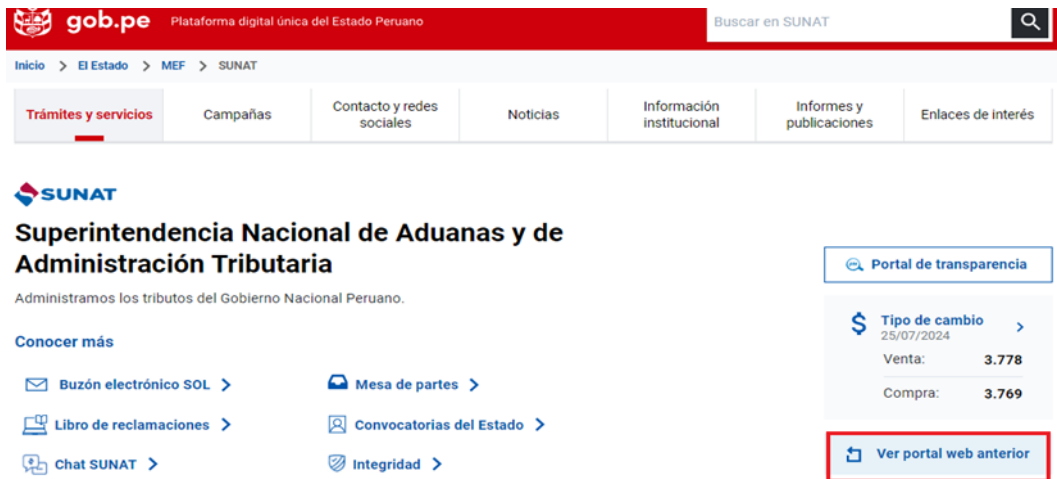 gob.pe Plataforma digital única del Estado Peruano
Buscar en SUNAT
Inicio > El Estado > MEF > SUNAT
Trámites y servicios
Campañas
Contacto y redes
sociales
Noticias
Información
institucional
Informes y
publicaciones
Enlaces de interés
SUNAT
Superintendencia Nacional de Aduanas y de
Administración Tributaria
Administramos los tributos del Gobierno Nacional Peruano.
Conocer más
Buzón electrónico SOL >
Mesa de partes >
Libro de reclamaciones >
Convocatorias del Estado >
Chat SUNAT >
Integridad >
Portal de transparencia
$ Tipo de cambio >
25/07/2024
Venta: 3.778
Compra: 3.769
Ver portal web anterior